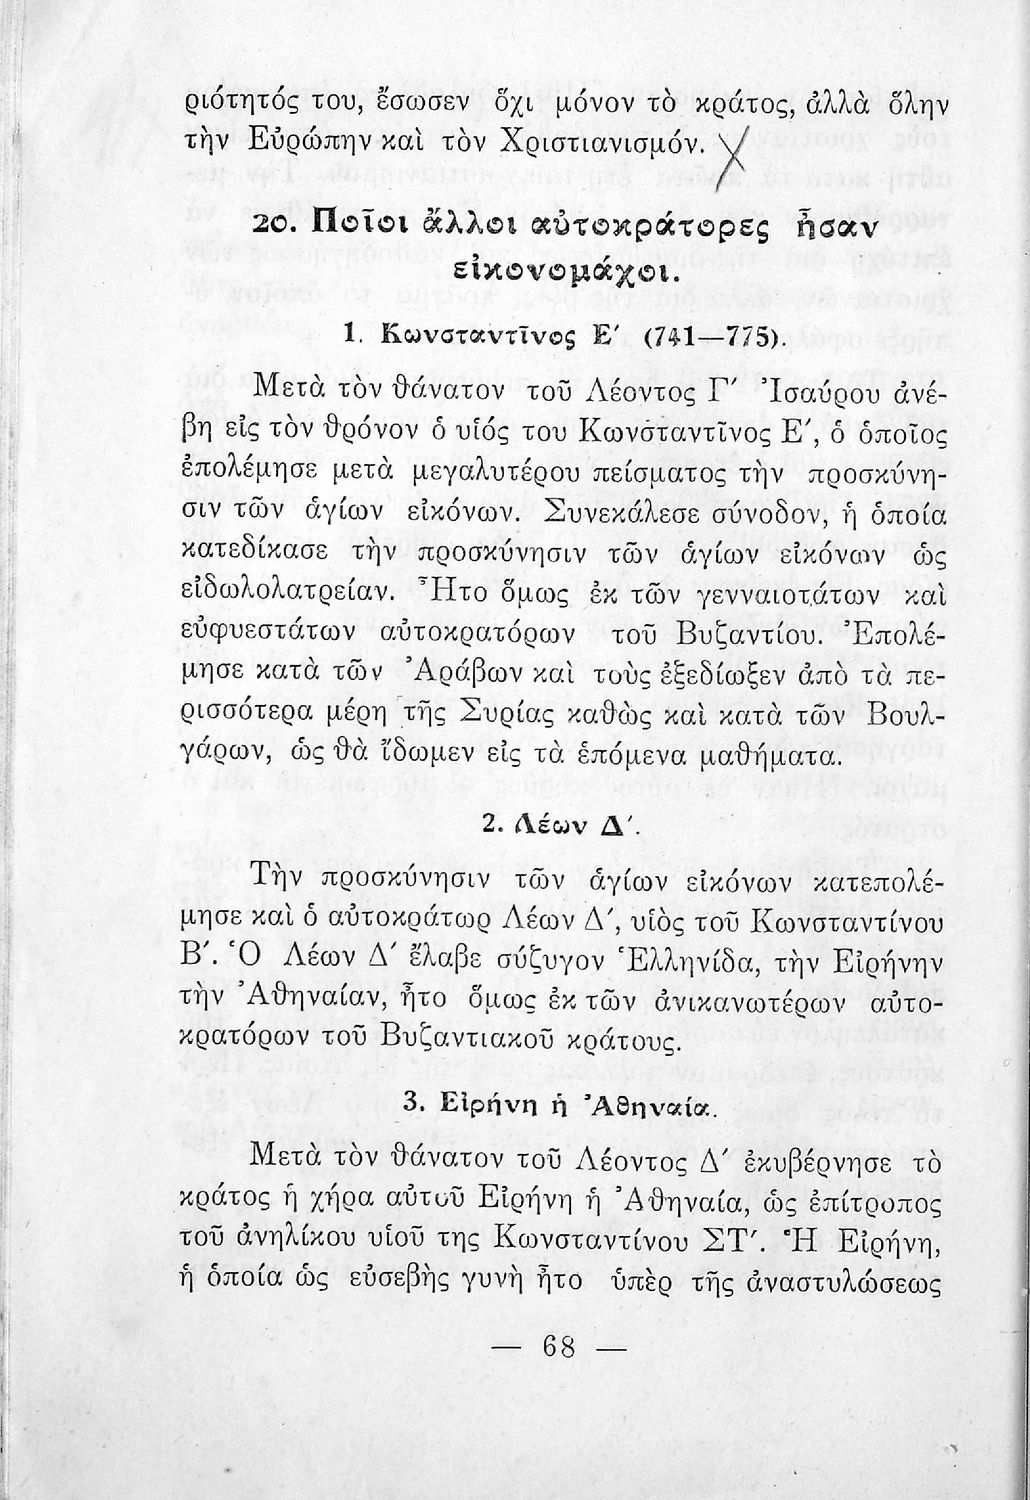 ριότητός του, ἔσωσεν ὄχι μόνον τὸ κράτος, ἀλλὰ ὅλην
τὴν Εὐρώπην καὶ τὸν Χριστιανισμόν.
20. Ποῖοι ἄλλοι αὐτοκράτορες ἦσαν
εἰκονομάχοι.
1. Κωνσταντῖνος Ε′ (741—775).
Μετὰ τὸν θάνατον τοῦ Λέοντος Γ′ Ἰσαύρου ἀνέ-
βη εἰς τὸν θρόνον ὁ υἱός του Κωνσταντῖνος Ε′, ὁ ὁποῖος
ἐπολέμησε μετὰ μεγαλυτέρου πείσματος τὴν προσκύνη-
σιν τῶν ἁγίων εἰκόνων. Συνεκάλεσε σύνοδον, ἡ ὁποία
κατεδίκασε τὴν προσκύνησιν τῶν ἁγίων εἰκόνων ὡς
εἰδωλολατρείαν. Ἦτο ὅμως ἐκ τῶν γενναιοτάτων καὶ
εὐφυεστάτων αὐτοκρατόρων τοῦ Βυζαντίου. Ἐπολέ-
μησε κατὰ τῶν Ἀράβων καὶ τοὺς ἐξεδίωξεν ἀπὸ τὰ πε-
ρισσότερα μέρη τῆς Συρίας καθὼς καὶ κατὰ τῶν Βουλ-
γάρων, ὡς θὰ ἴδωμεν εἰς τὰ ἑπόμενα μαθήματα.
2. Λέων Δ′.
Τὴν προσκύνησιν τῶν ἁγίων εἰκόνων κατεπολέ-
μησε καὶ ὁ αὐτοκράτωρ Λέων Δ′, υἱὸς τοῦ Κωνσταντίνου
Β′. Ὁ Λέων Δ′ ἔλαβε σύζυγον Ἑλληνίδα, τὴν Εἰρήνην
τὴν Ἀθηναίαν, ἦτο ὅμως ἐκ τῶν ἀνικανωτέρων αὐτο-
κρατόρων τοῦ Βυζαντιακοῦ κράτους.
3. Εἰρήνη ἡ Ἀθηναία.
Μετὰ τὸν θάνατον τοῦ Λέοντος Δ′ ἐκυβέρνησε τὸ
κράτος ἡ χήρα αὐτοῦ Εἰρήνη ἡ Ἀθηναία, ὡς ἐπίτροπος
τοῦ ἀνηλίκου υἱοῦ της Κωνσταντίνου ΣΤ′. Ἡ Εἰρήνη,
ἡ ὁποία ὡς εὐσεβὴς γυνὴ ἦτο ὑπὲρ τῆς ἀναστυλώσεως
— 68 —